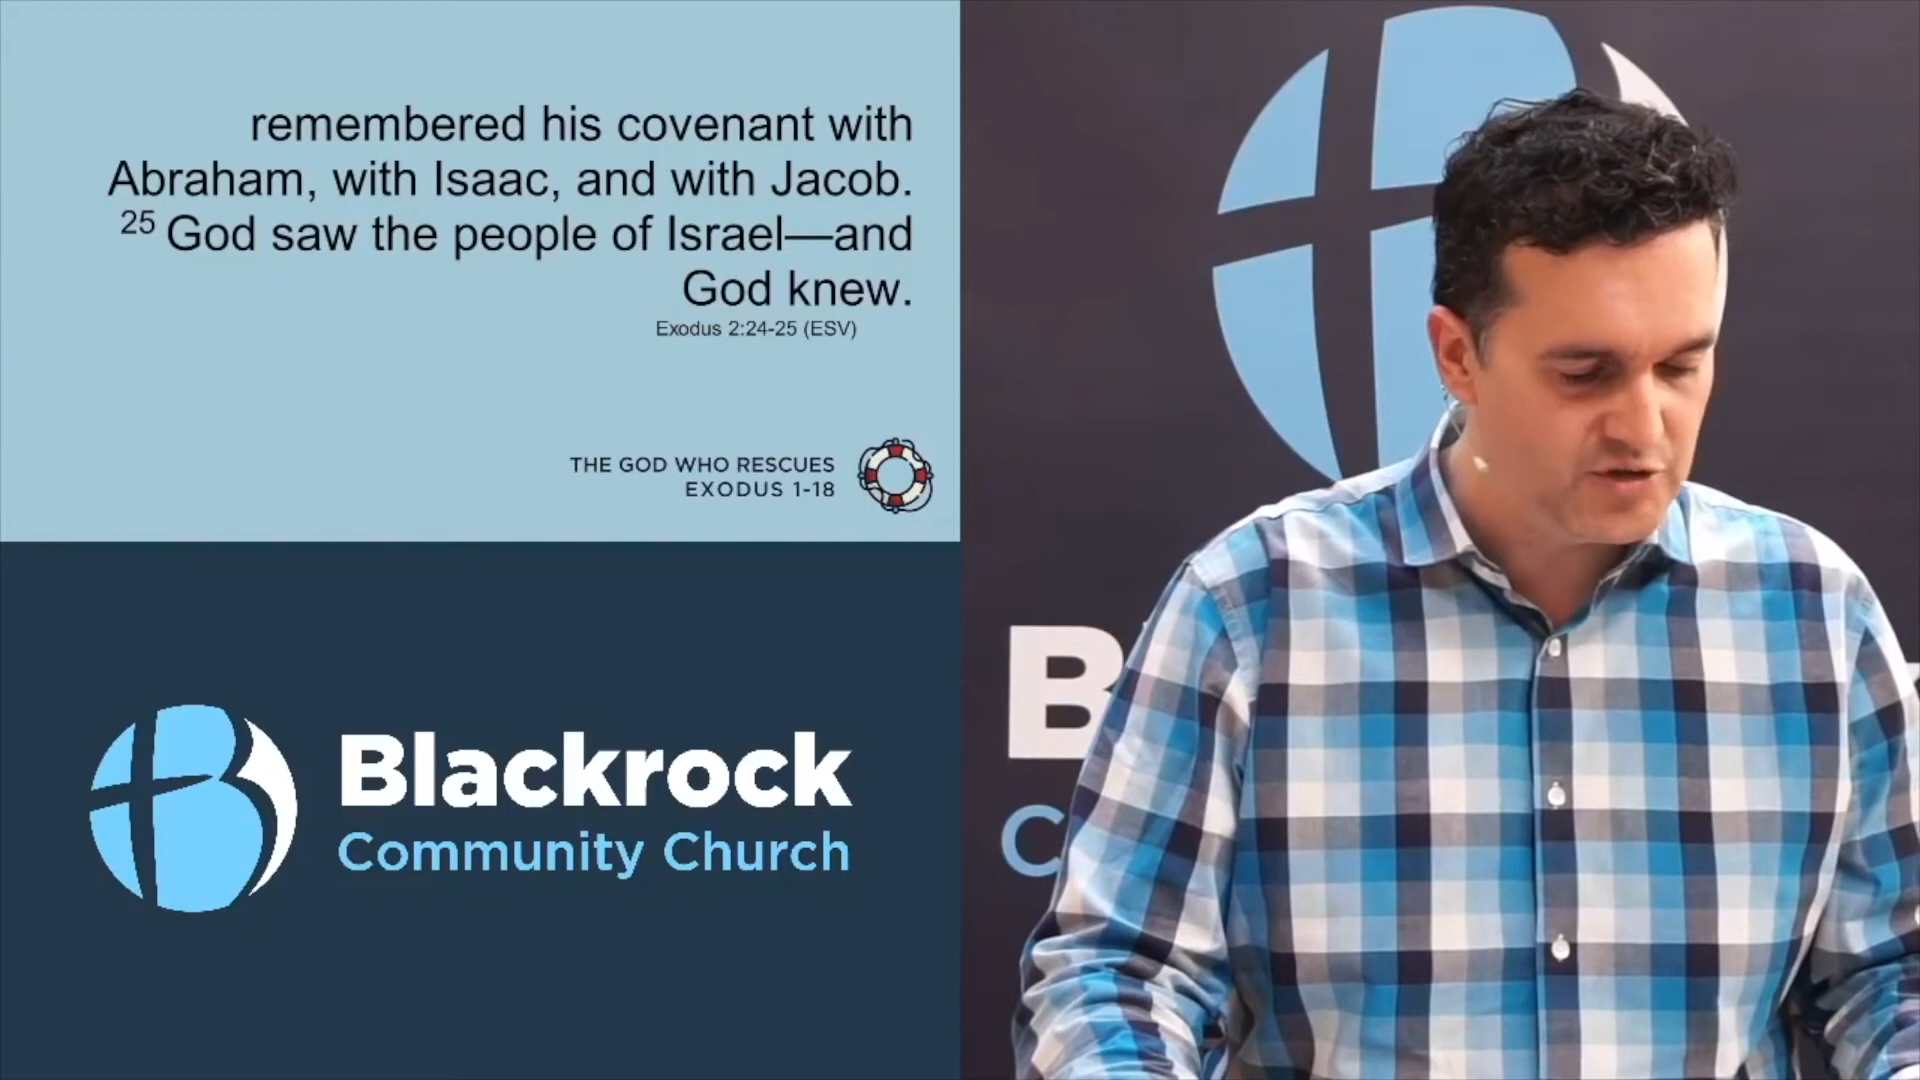 remembered his covenant with
Abraham, with Isaac, and with Jacob.
25 God saw the people of Israel—and
God knew.
Exodus 2:24-25 (ESV)
THE GOD WHO RESCUES
EXODUS 1-18
Blackrock
Community Church
B
C